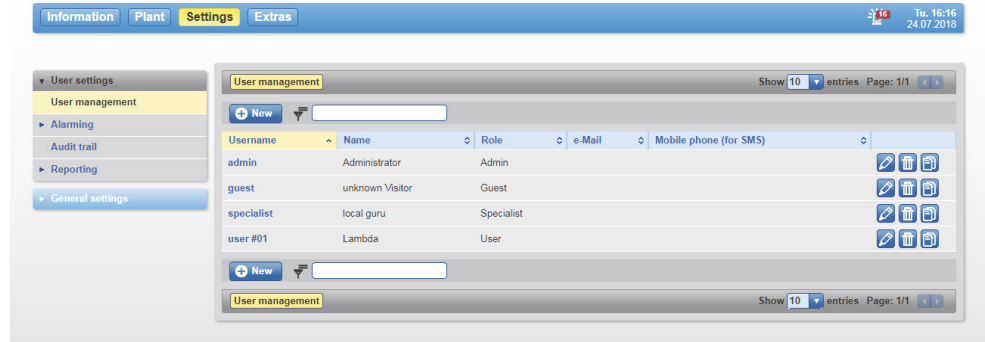 Information Plant Settings Extras 16 Tu. 16:16
24.07.2018
User settings
User management
Alarming
Audit trail
Reporting
General settings
User management Show 10 entries Page: 1/1
New
Username Name Role e-Mail Mobile phone (for SMS)
admin Administrator Admin
guest unknown Visitor Guest
specialist local guru Specialist
user #01 Lambda User
New
User management Show 10 entries Page: 1/1